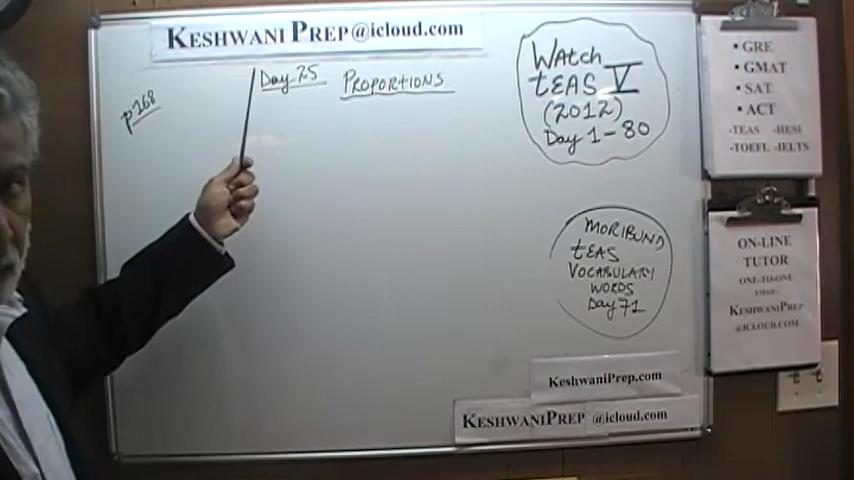 KESHWANI PREP@icloud.com
p268
Day 25 PROPORTIONS
WAtch
tEAS V
(2012)
Day 1-80
MORIBUND
tEAS
VOCABULARY
WORDS
Day 71
KESHWANIPREP.COM
KESHWANIPREP @icloud.com
• GRE
• GMAT
• SAT
• ACT
-TEAS -HESI
-TOEFL -IELTS
ON-LINE
TUTOR
ONE-TO-ONE
EMAIL:
KESHWANIPREP
@ICLOUD.COM